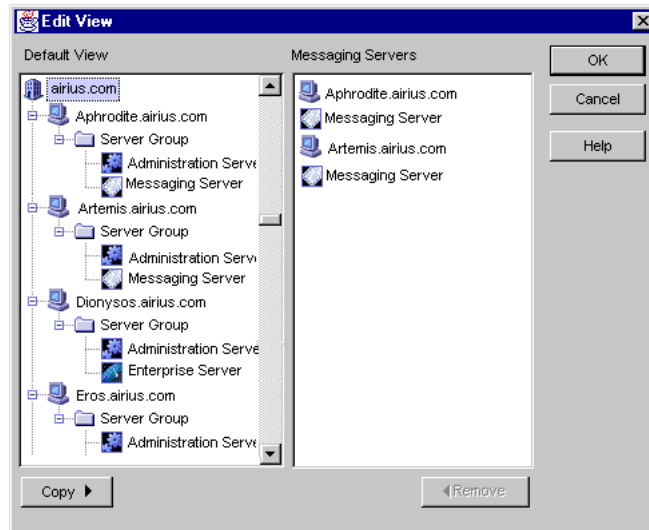 Edit View
Default View
airius.com
Aphrodite.airius.com
Server Group
Administration Serve
Messaging Server
Artemis.airius.com
Server Group
Administration Serv
Messaging Server
Dionysos.airius.com
Server Group
Administration Serve
Enterprise Server
Eros.airius.com
Server Group
Administration Serve
Copy
Messaging Servers
Aphrodite.airius.com
Messaging Server
Artemis.airius.com
Messaging Server
Remove
OK
Cancel
Help